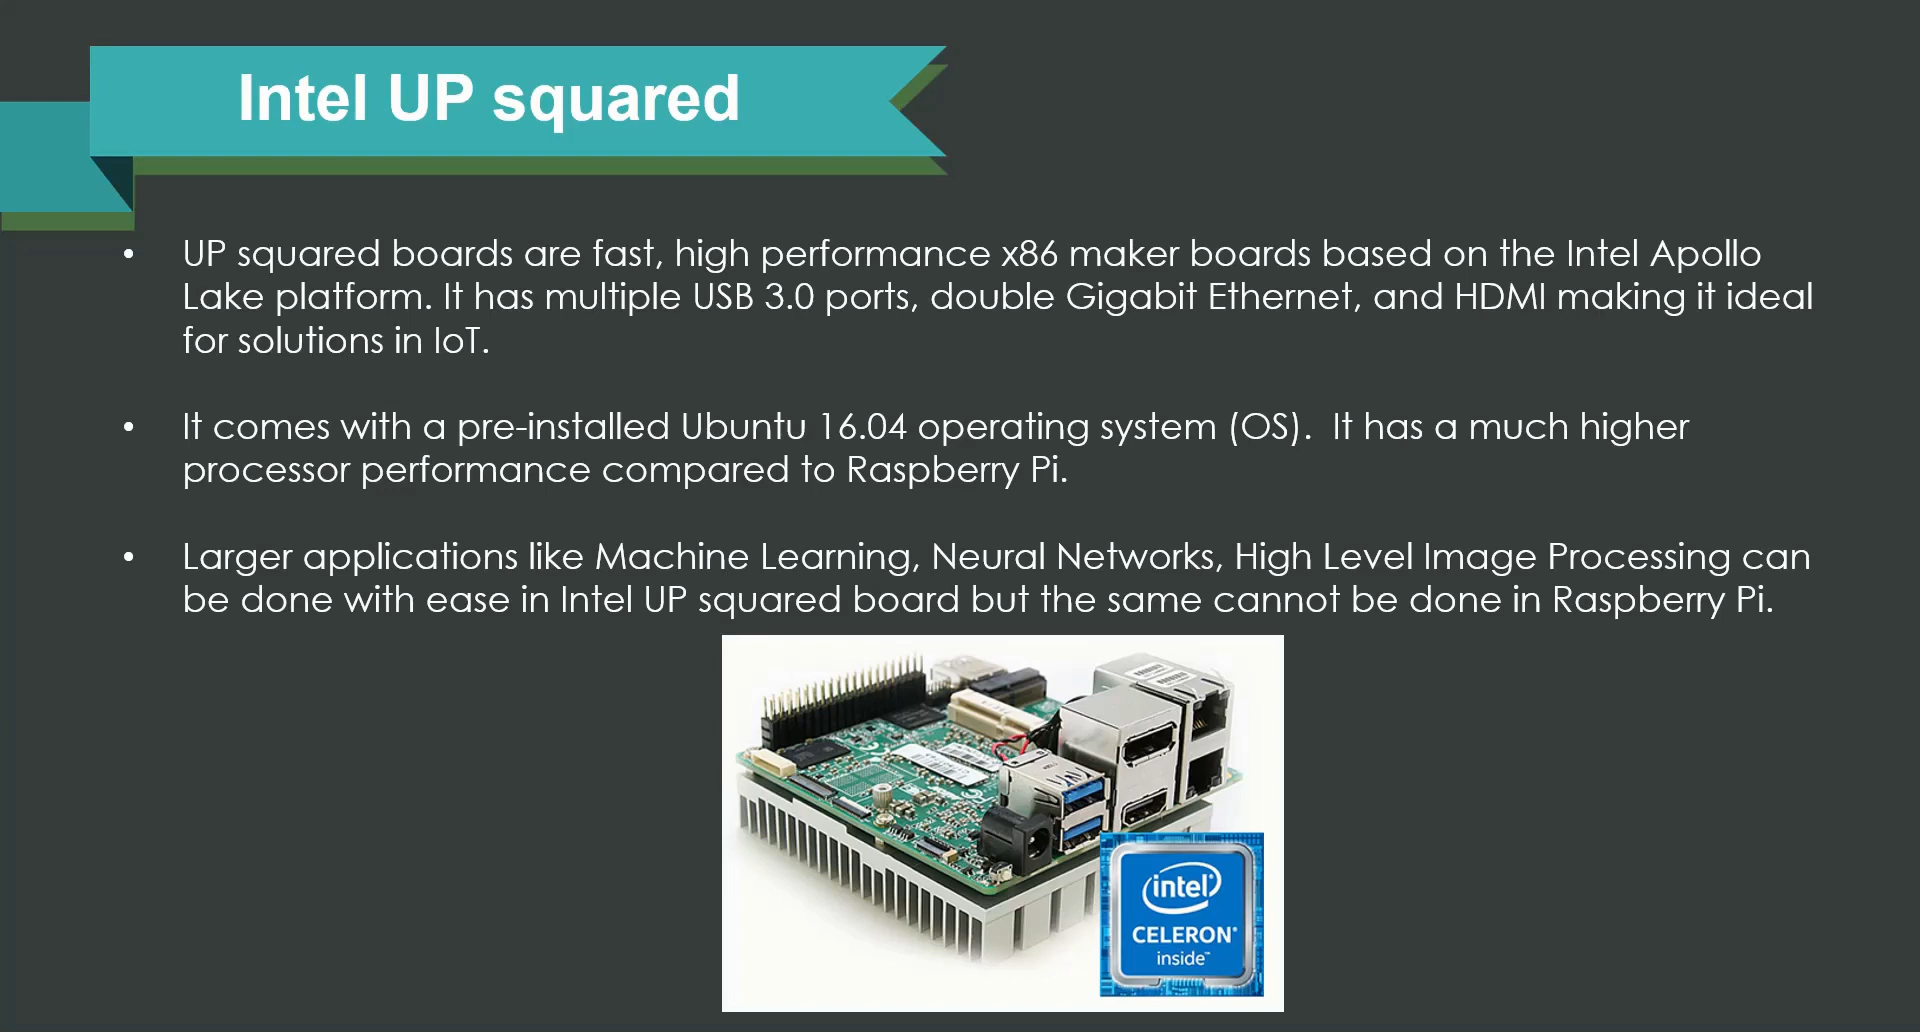 Intel UP squared
• UP squared boards are fast, high performance x86 maker boards based on the Intel Apollo
Lake platform. It has multiple USB 3.0 ports, double Gigabit Ethernet, and HDMI making it ideal
for solutions in IoT.
• It comes with a pre-installed Ubuntu 16.04 operating system (OS).  It has a much higher
processor performance compared to Raspberry Pi.
• Larger applications like Machine Learning, Neural Networks, High Level Image Processing can
be done with ease in Intel UP squared board but the same cannot be done in Raspberry Pi.
intel®
CELERON®
inside™